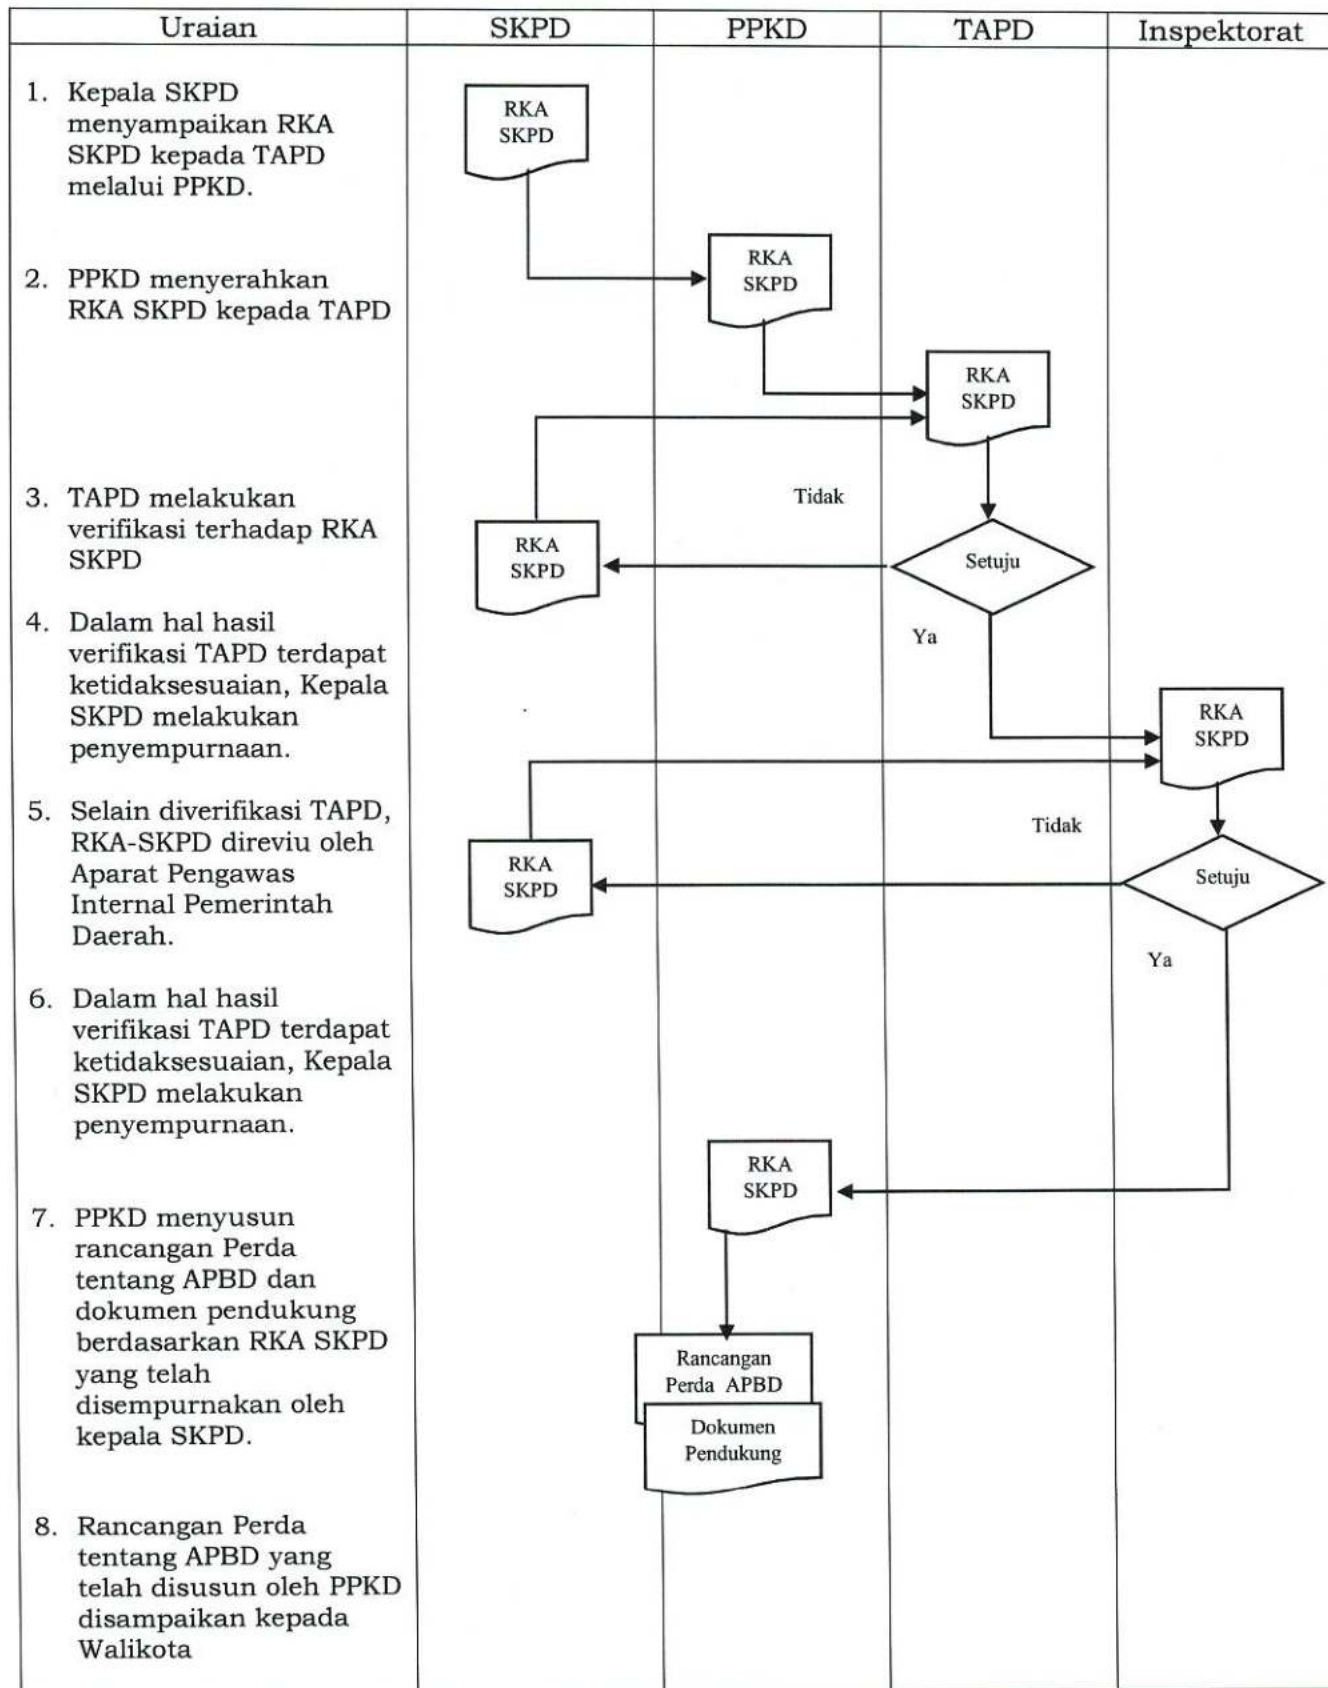 Uraian
SKPD
PPKD
TAPD
Inspektorat
1. Kepala SKPD
menyampaikan RKA
SKPD kepada TAPD
melalui PPKD.
RKA
SKPD
2. PPKD menyerahkan
RKA SKPD kepada TAPD
RKA
SKPD
RKA
SKPD
3. TAPD melakukan
verifikasi terhadap RKA
SKPD
Tidak
RKA
SKPD
Setuju
4. Dalam hal hasil
verifikasi TAPD terdapat
ketidaksesuaian, Kepala
SKPD melakukan
penyempurnaan.
Ya
RKA
SKPD
5. Selain diverifikasi TAPD,
RKA-SKPD direviu oleh
Aparat Pengawas
Internal Pemerintah
Daerah.
Tidak
RKA
SKPD
Setuju
Ya
6. Dalam hal hasil
verifikasi TAPD terdapat
ketidaksesuaian, Kepala
SKPD melakukan
penyempurnaan.
RKA
SKPD
7. PPKD menyusun
rancangan Perda
tentang APBD dan
dokumen pendukung
berdasarkan RKA SKPD
yang telah
disempurnakan oleh
kepala SKPD.
Rancangan
Perda APBD
Dokumen
Pendukung
8. Rancangan Perda
tentang APBD yang
telah disusun oleh PPKD
disampaikan kepada
Walikota